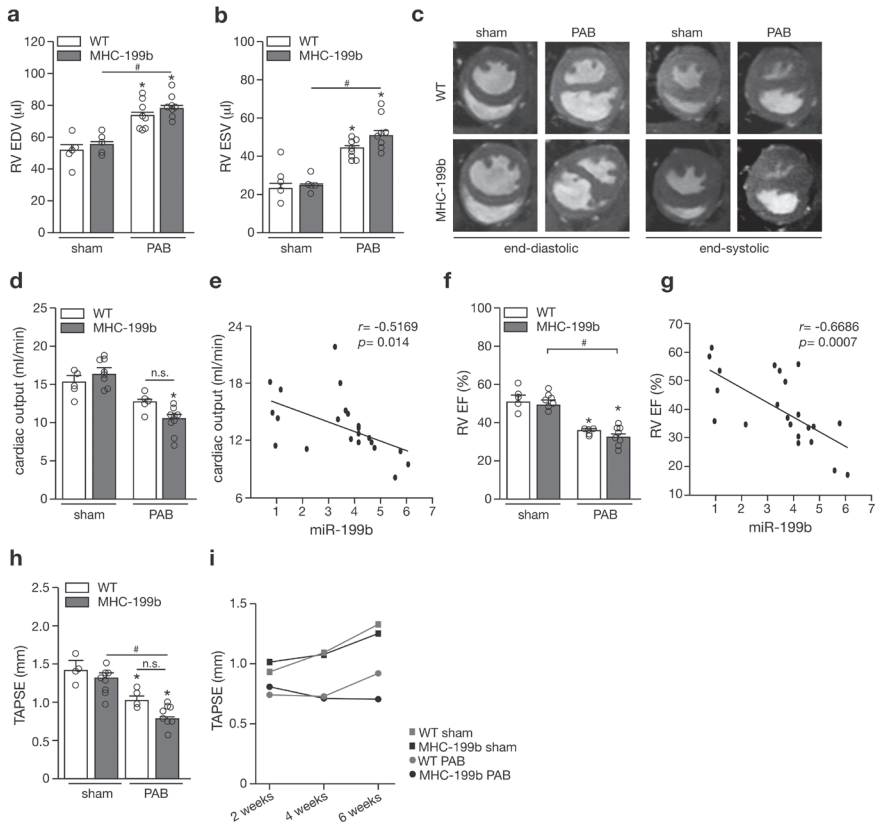 a
WT
MHC-199b
#
*
*
RV EDV (µl)
120
100
80
60
40
20
0
sham
PAB
b
WT
MHC-199b
#
*
*
RV ESV (µl)
100
80
60
40
20
0
sham
PAB
c
sham
PAB
sham
PAB
WT
MHC-199b
end-diastolic
end-systolic
d
WT
MHC-199b
n.s.
*
cardiac output (ml/min)
25
20
15
10
5
0
sham
PAB
e
r= -0.5169
p= 0.014
cardiac output (ml/min)
24
18
12
6
1 2 3 4 5 6 7
miR-199b
f
WT
MHC-199b
#
*
*
RV EF (%)
100
80
60
40
20
0
sham
PAB
g
r= -0.6686
p= 0.0007
RV EF (%)
70
60
50
40
30
20
10
1 2 3 4 5 6 7
miR-199b
h
WT
MHC-199b
#
n.s.
*
*
TAPSE (mm)
2.5
2.0
1.5
1.0
0.5
0
sham
PAB
i
TAPSE (mm)
1.5
1.0
0.5
0
2 weeks
4 weeks
6 weeks
WT sham
MHC-199b sham
WT PAB
MHC-199b PAB